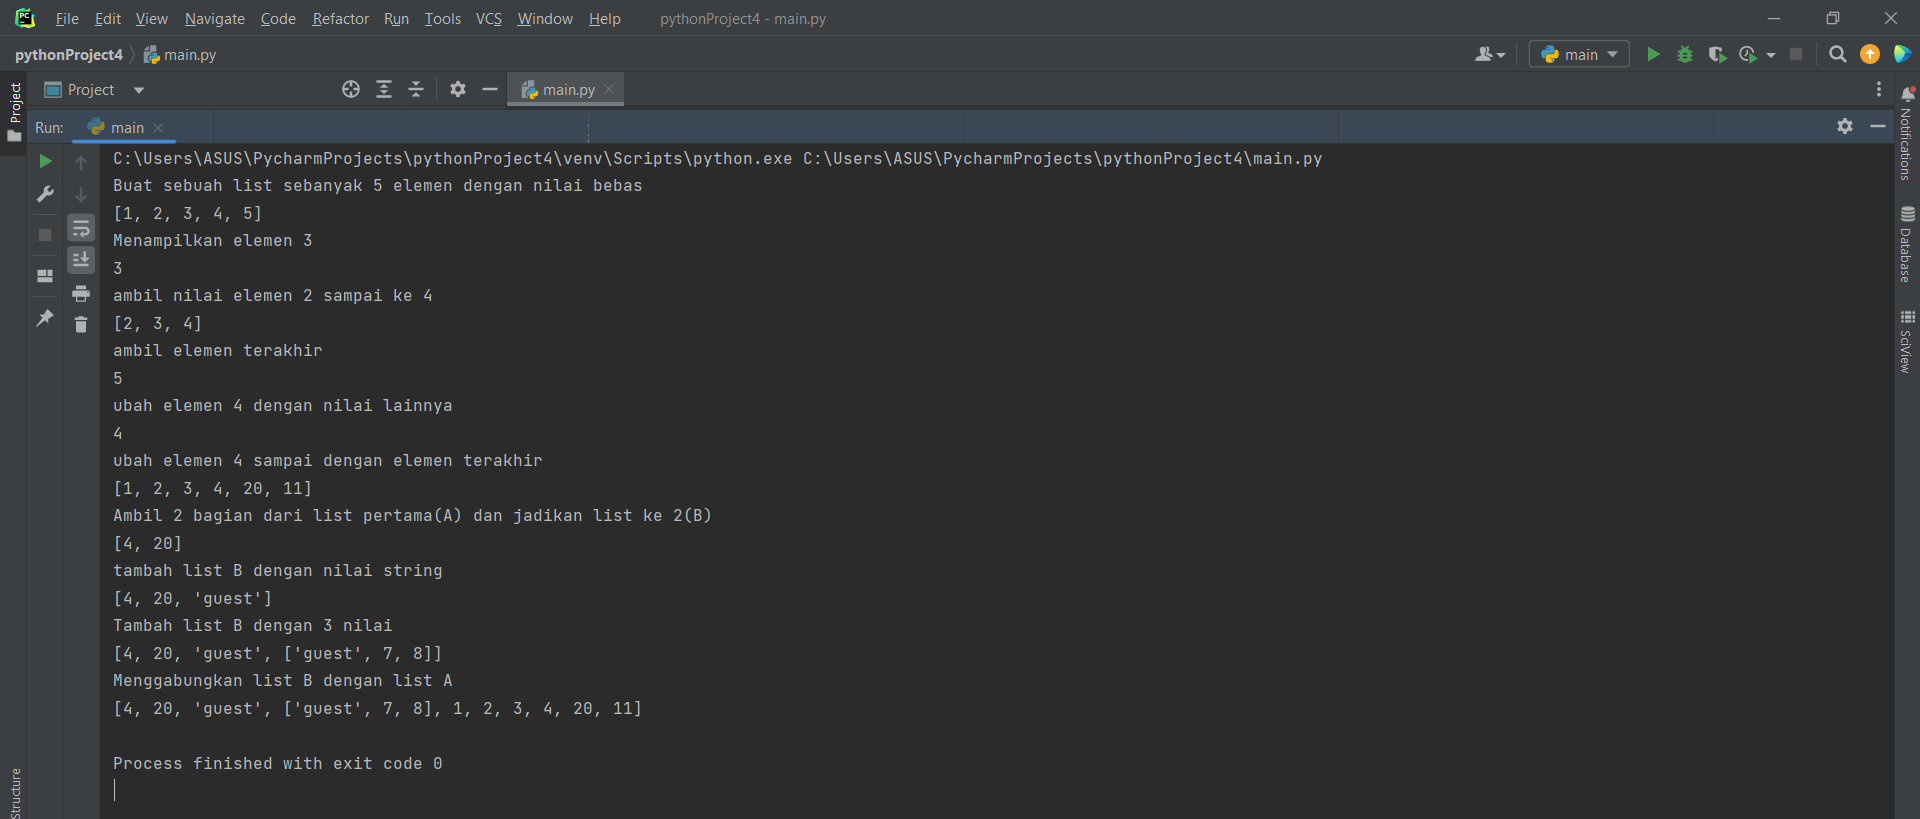 PC File Edit View Navigate Code Refactor Run Tools VCS Window Help pythonProject4 - main.py
pythonProject4 main.py main
Project main.py
Run: main
C:\Users\ASUS\PycharmProjects\pythonProject4\venv\Scripts\python.exe C:\Users\ASUS\PycharmProjects\pythonProject4\main.py
Buat sebuah list sebanyak 5 elemen dengan nilai bebas
[1, 2, 3, 4, 5]
Menampilkan elemen 3
3
ambil nilai elemen 2 sampai ke 4
[2, 3, 4]
ambil elemen terakhir
5
ubah elemen 4 dengan nilai lainnya
4
ubah elemen 4 sampai dengan elemen terakhir
[1, 2, 3, 4, 20, 11]
Ambil 2 bagian dari list pertama(A) dan jadikan list ke 2(B)
[4, 20]
tambah list B dengan nilai string
[4, 20, 'guest']
Tambah list B dengan 3 nilai
[4, 20, 'guest', ['guest', 7, 8]]
Menggabungkan list B dengan list A
[4, 20, 'guest', ['guest', 7, 8], 1, 2, 3, 4, 20, 11]
Process finished with exit code 0
Project
Structure
Notifications
Database
SciView